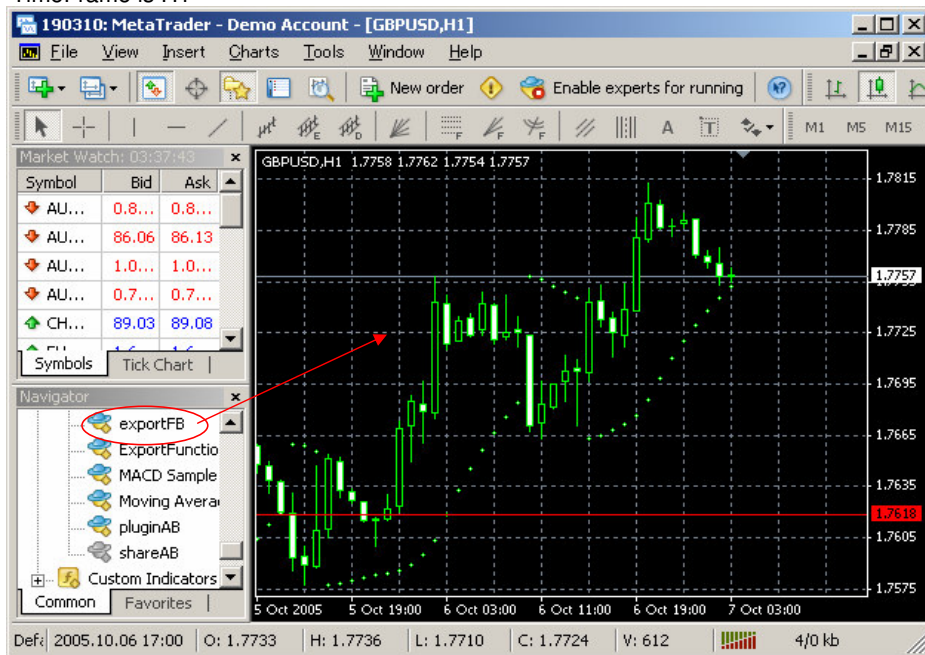 190310: MetaTrader - Demo Account - [GBPUSD,H1]
File View Insert Charts Tools Window Help
New order Enable experts for running
E D F F F A T M1 M5 M15
Market Watch: 03:37:43 x
Symbol Bid Ask
AU... 0.8... 0.8...
AU... 86.06 86.13
AU... 1.0... 1.0...
AU... 0.7... 0.7...
CH... 89.03 89.08
Symbols Tick Chart
Navigator x
exportFB
ExportFunctio
MACD Sample
Moving Avera
pluginAB
shareAB
Custom Indicators
Common Favorites
GBPUSD,H1 1.7758 1.7762 1.7754 1.7757
1.7815
1.7785
1.7757
1.7725
1.7695
1.7665
1.7635
1.7618
1.7605
1.7575
5 Oct 2005 5 Oct 19:00 6 Oct 03:00 6 Oct 11:00 6 Oct 19:00 7 Oct 03:00
Defa 2005.10.06 17:00 O: 1.7733 H: 1.7736 L: 1.7710 C: 1.7724 V: 612 4/0 kb